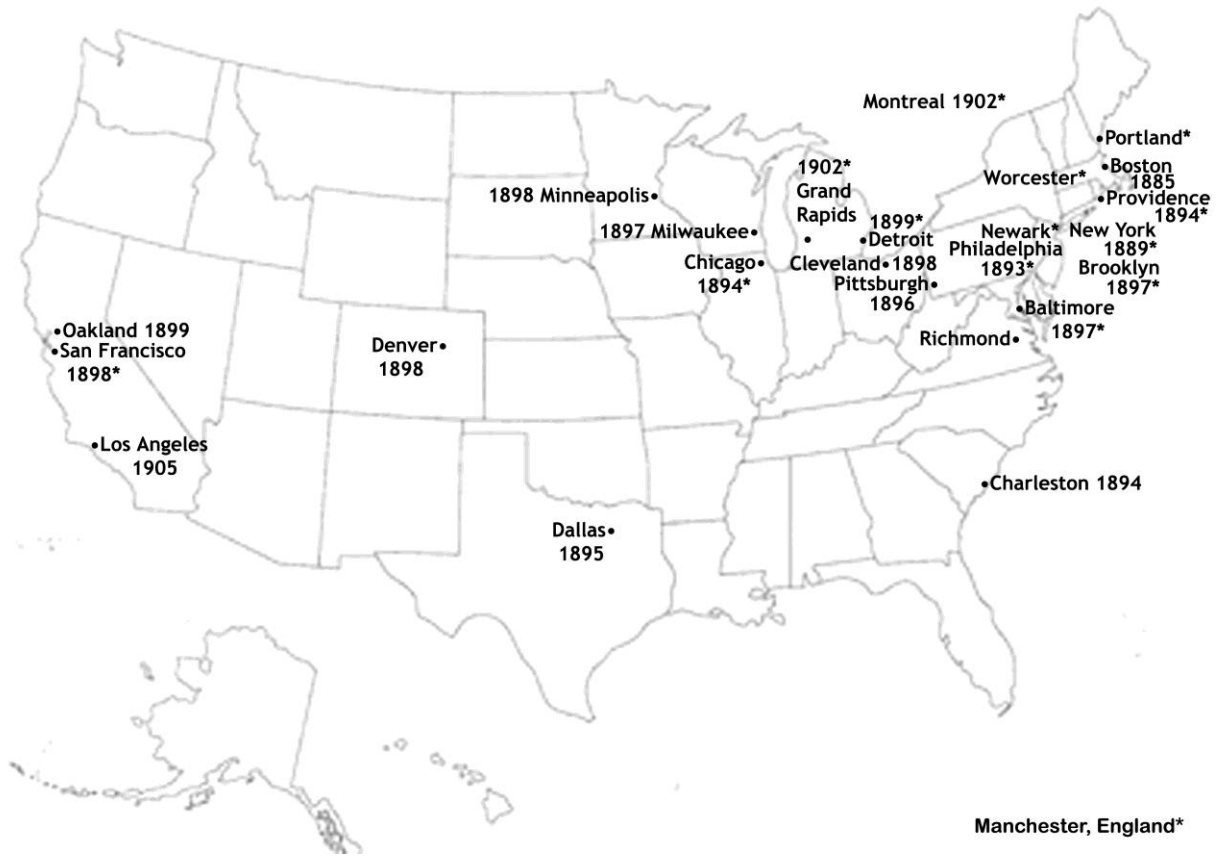 Montreal 1902*
Portland*
Boston
1885
Worcester*
Providence
1894*
1902*
Grand
Rapids
1898 Minneapolis
1899*
Detroit
1897 Milwaukee
Newark*
New York
1889*
Philadelphia
1893*
Brooklyn
1897*
Chicago
1894*
Cleveland 1898
Pittsburgh
1896
Baltimore
1897*
Richmond
Oakland 1899
San Francisco
1898*
Denver
1898
Los Angeles
1905
Charleston 1894
Dallas
1895
Manchester, England*